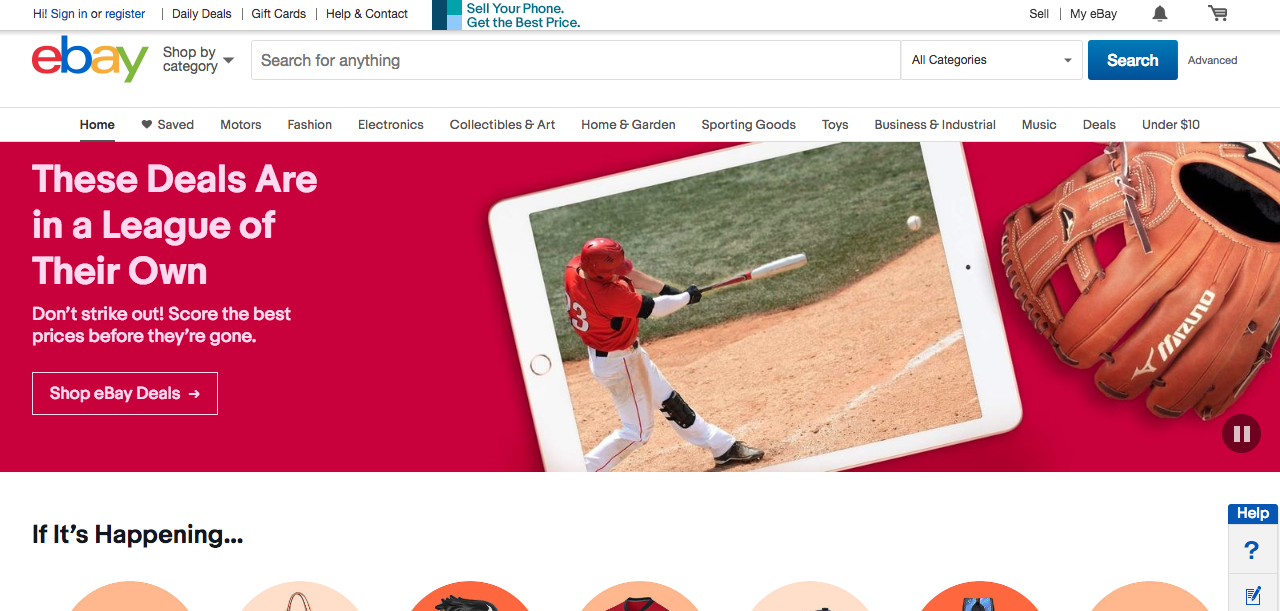 Hi! Sign in or register
Daily Deals
Gift Cards
Help & Contact
Sell Your Phone.
Get the Best Price.
Sell
My eBay
ebay
Shop by
category
Search for anything
All Categories
Search
Advanced
Home
Saved
Motors
Fashion
Electronics
Collectibles & Art
Home & Garden
Sporting Goods
Toys
Business & Industrial
Music
Deals
Under $10
These Deals Are
in a League of
Their Own
Don't strike out! Score the best
prices before they're gone.
Shop eBay Deals →
23
MIZUNO
If It's Happening...
Help
?